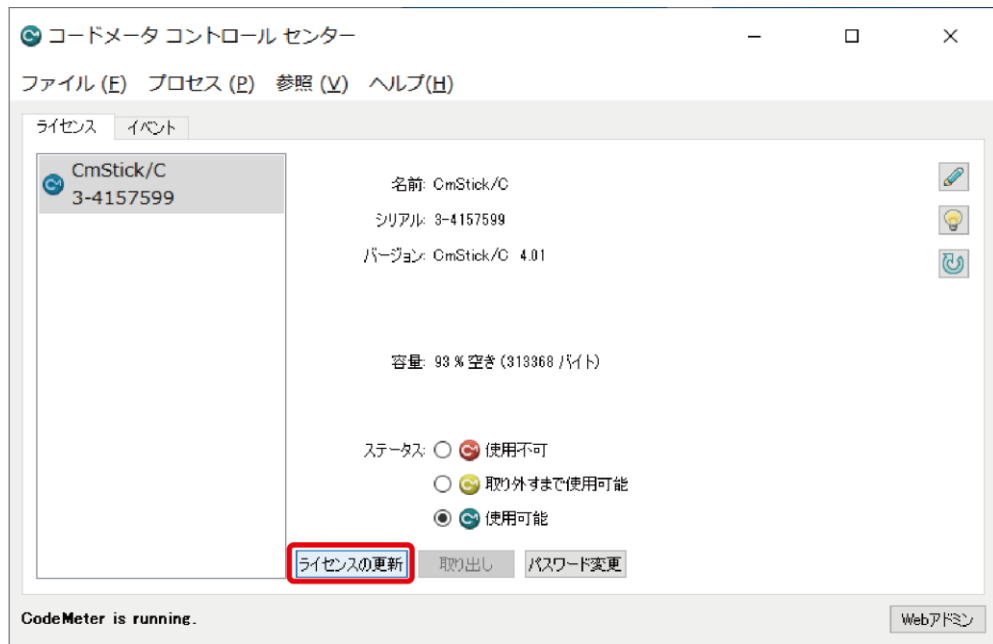 コードメータ コントロール センター
ファイル (F) プロセス (P) 参照 (V) ヘルプ(H)
ライセンス イベント
CmStick/C
3-4157599
名前: CmStick/C
シリアル: 3-4157599
バージョン: CmStick/C 4.01
容量: 93 % 空き (313368 バイト)
ステータス: 使用不可
取り外すまで使用可能
使用可能
ライセンスの更新 取り出し パスワード変更
CodeMeter is running. Webアドミン